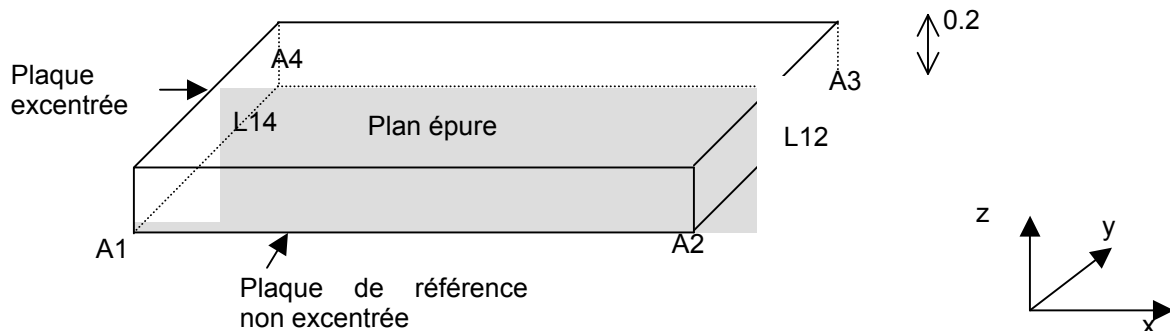 0.2
A4
A3
Plaque
excentrée
L14
Plan épure
L12
z
y
A1
A2
Plaque de référence
non excentrée
x